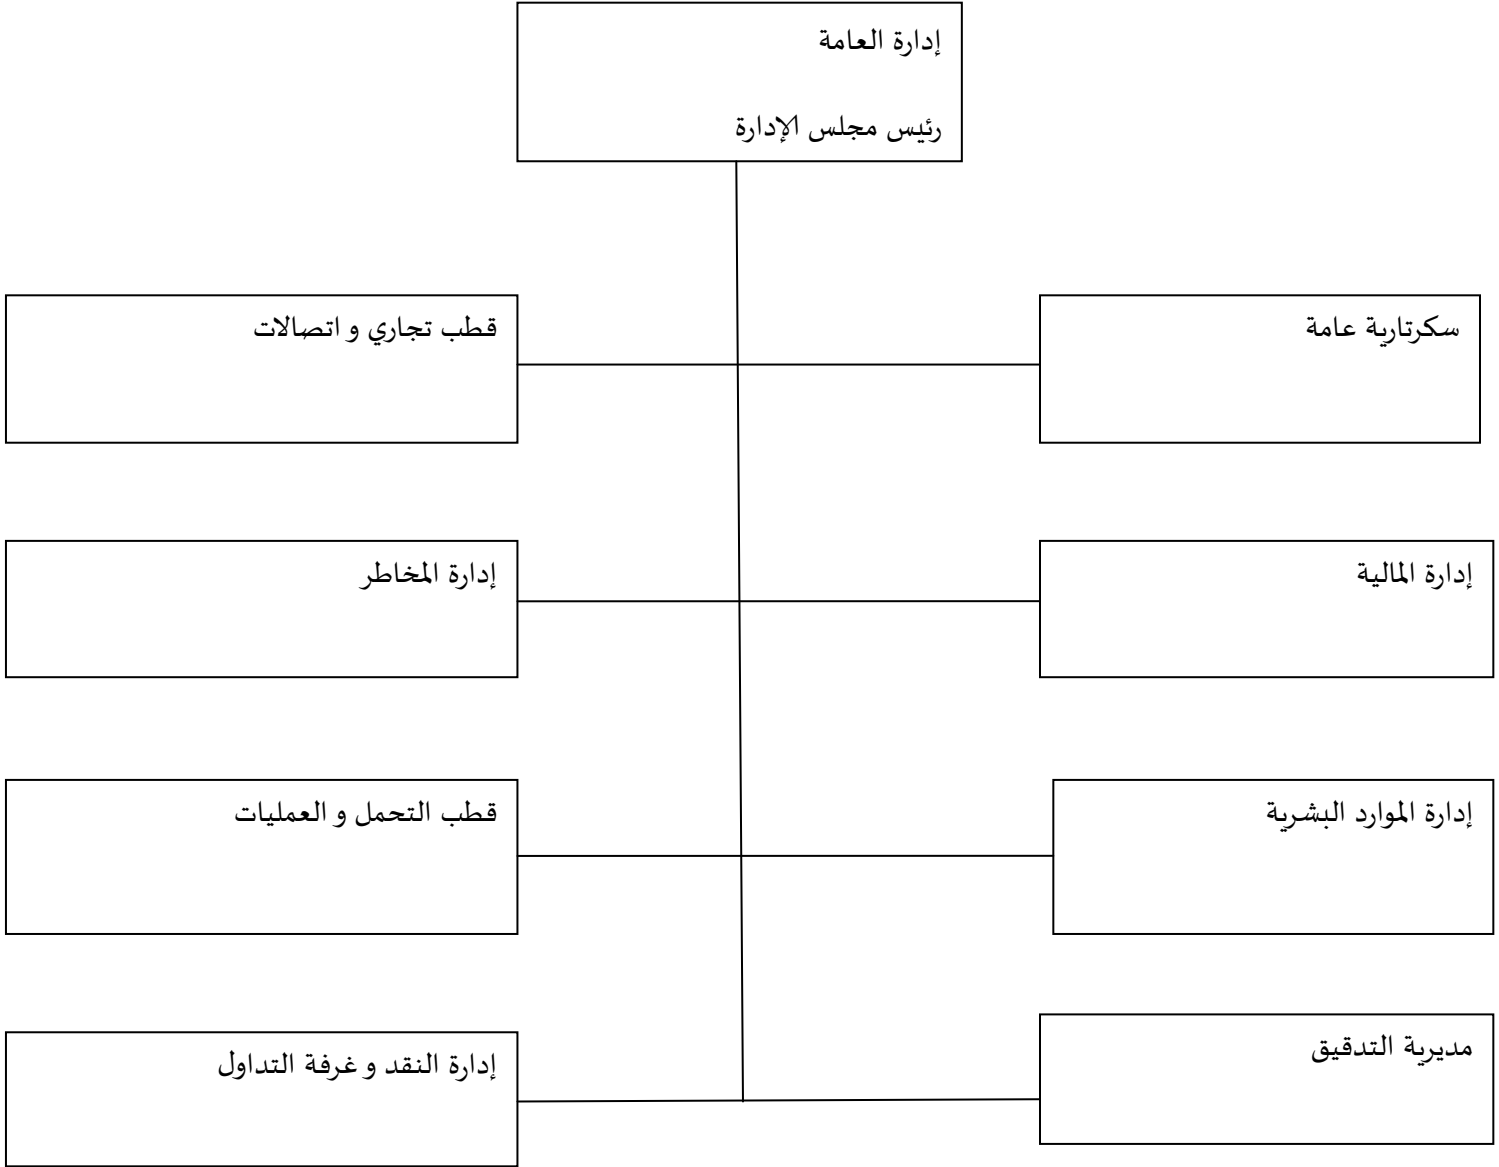 إدارة العامة
رئيس مجلس الإدارة
سكرتارية عامة
قطب تجاري و اتصالات
إدارة المالية
إدارة المخاطر
إدارة الموارد البشرية
قطب التحمل و العمليات
مديرية التدقيق
إدارة النقد و غرفة التداول